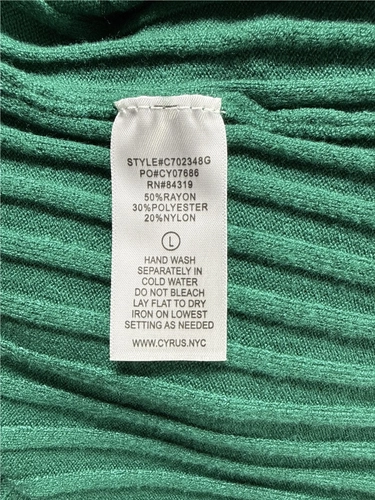 STYLE#C702348G
PO#CY07686
RN#84319
50%RAYON
30%POLYESTER
20%NYLON
L
HAND WASH
SEPARATELY IN
COLD WATER
DO NOT BLEACH
LAY FLAT TO DRY
IRON ON LOWEST
SETTING AS NEEDED
WWW.CYRUS.NYC